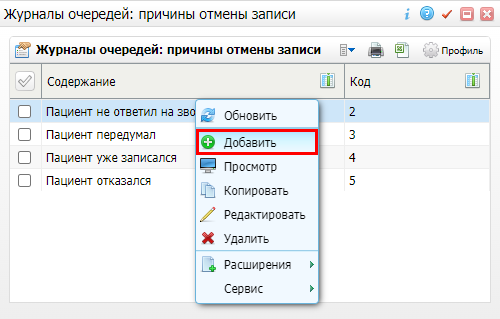 Журналы очередей: причины отмены записи
Журналы очередей: причины отмены записи
Профиль
Содержание
Код
Пациент не ответил на зво
2
Пациент передумал
3
Пациент уже записался
4
Пациент отказался
5
Обновить
Добавить
Просмотр
Копировать
Редактировать
Удалить
Расширения
Сервис